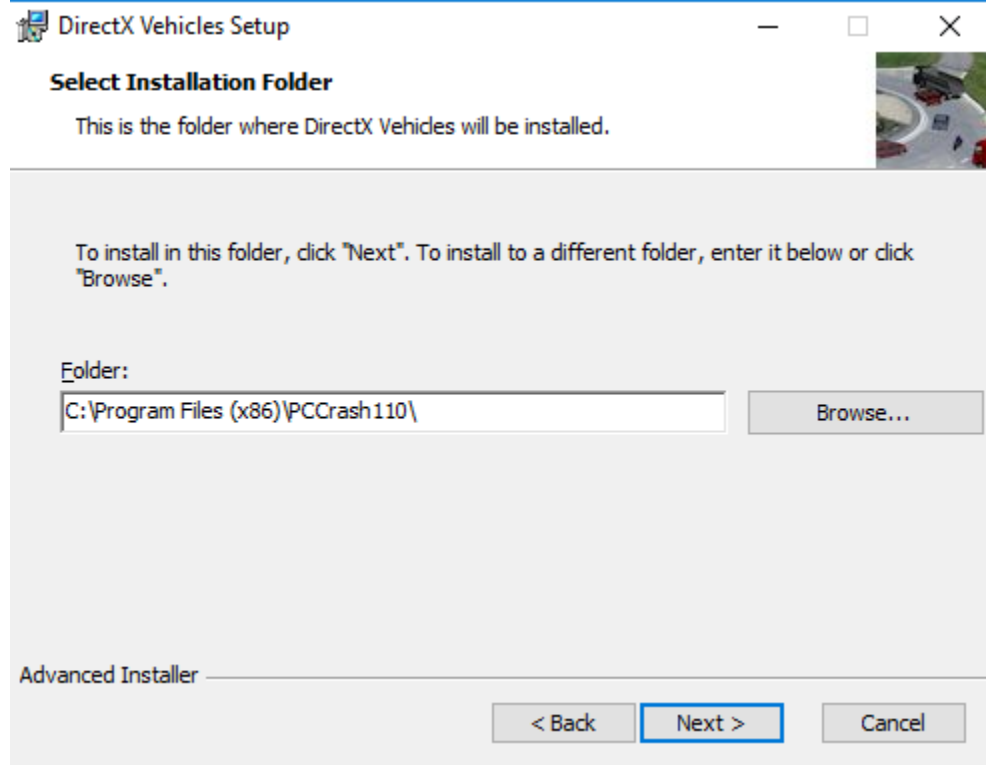 DirectX Vehicles Setup
Select Installation Folder
This is the folder where DirectX Vehicles will be installed.
To install in this folder, click "Next". To install to a different folder, enter it below or click
"Browse".
Folder:
C:\Program Files (x86)\PCCrash110\
Browse...
Advanced Installer
< Back
Next >
Cancel